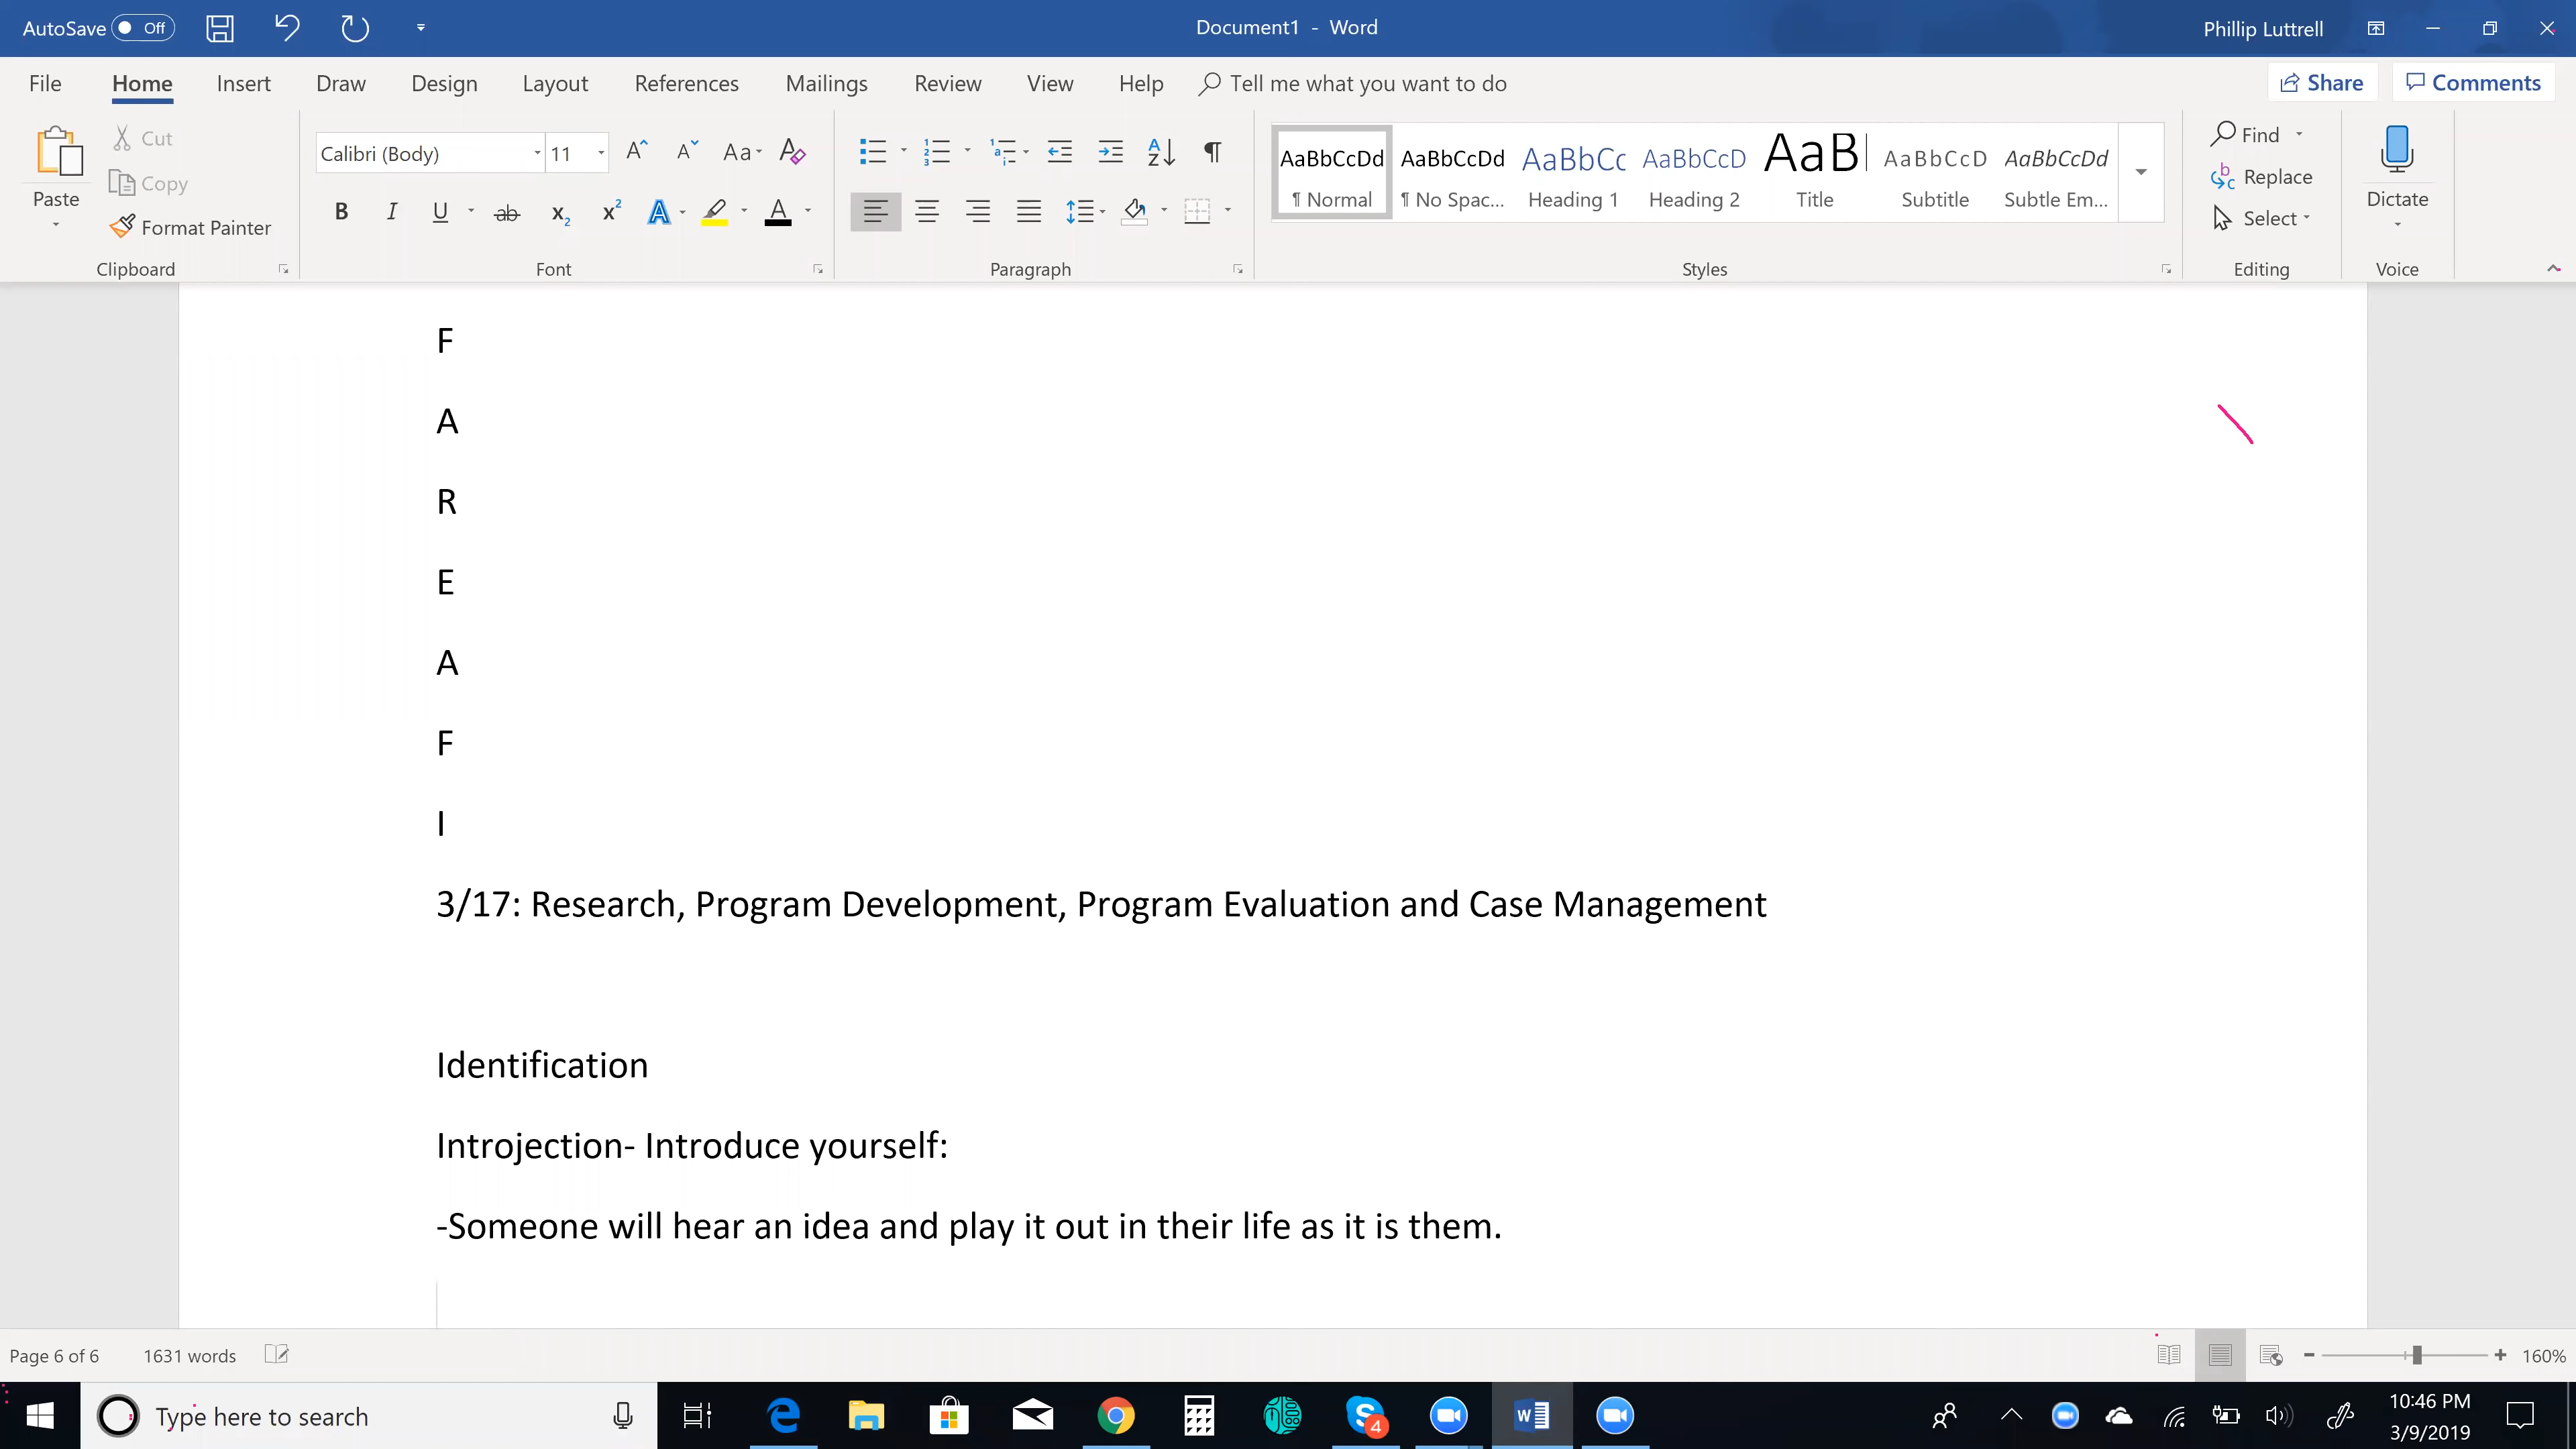 AutoSave Off
Document1 - Word
Phillip Luttrell
File Home Insert Draw Design Layout References Mailings Review View Help Tell me what you want to do
Share Comments
Paste
Cut
Copy
Format Painter
Clipboard
Calibri (Body) 11
Font
Paragraph
AaBbCcDd AaBbCcDd AaBbCc AaBbCcD AaB AaBbCcD AaBbCcDd
¶ Normal ¶ No Spac... Heading 1 Heading 2 Title Subtitle Subtle Em...
Styles
Find
Replace
Select
Editing
Dictate
Voice
F
A
R
E
A
F
I
3/17: Research, Program Development, Program Evaluation and Case Management
Identification
Introjection- Introduce yourself:
-Someone will hear an idea and play it out in their life as it is them.
Page 6 of 6 1631 words
160%
Type here to search
4
10:46 PM
3/9/2019